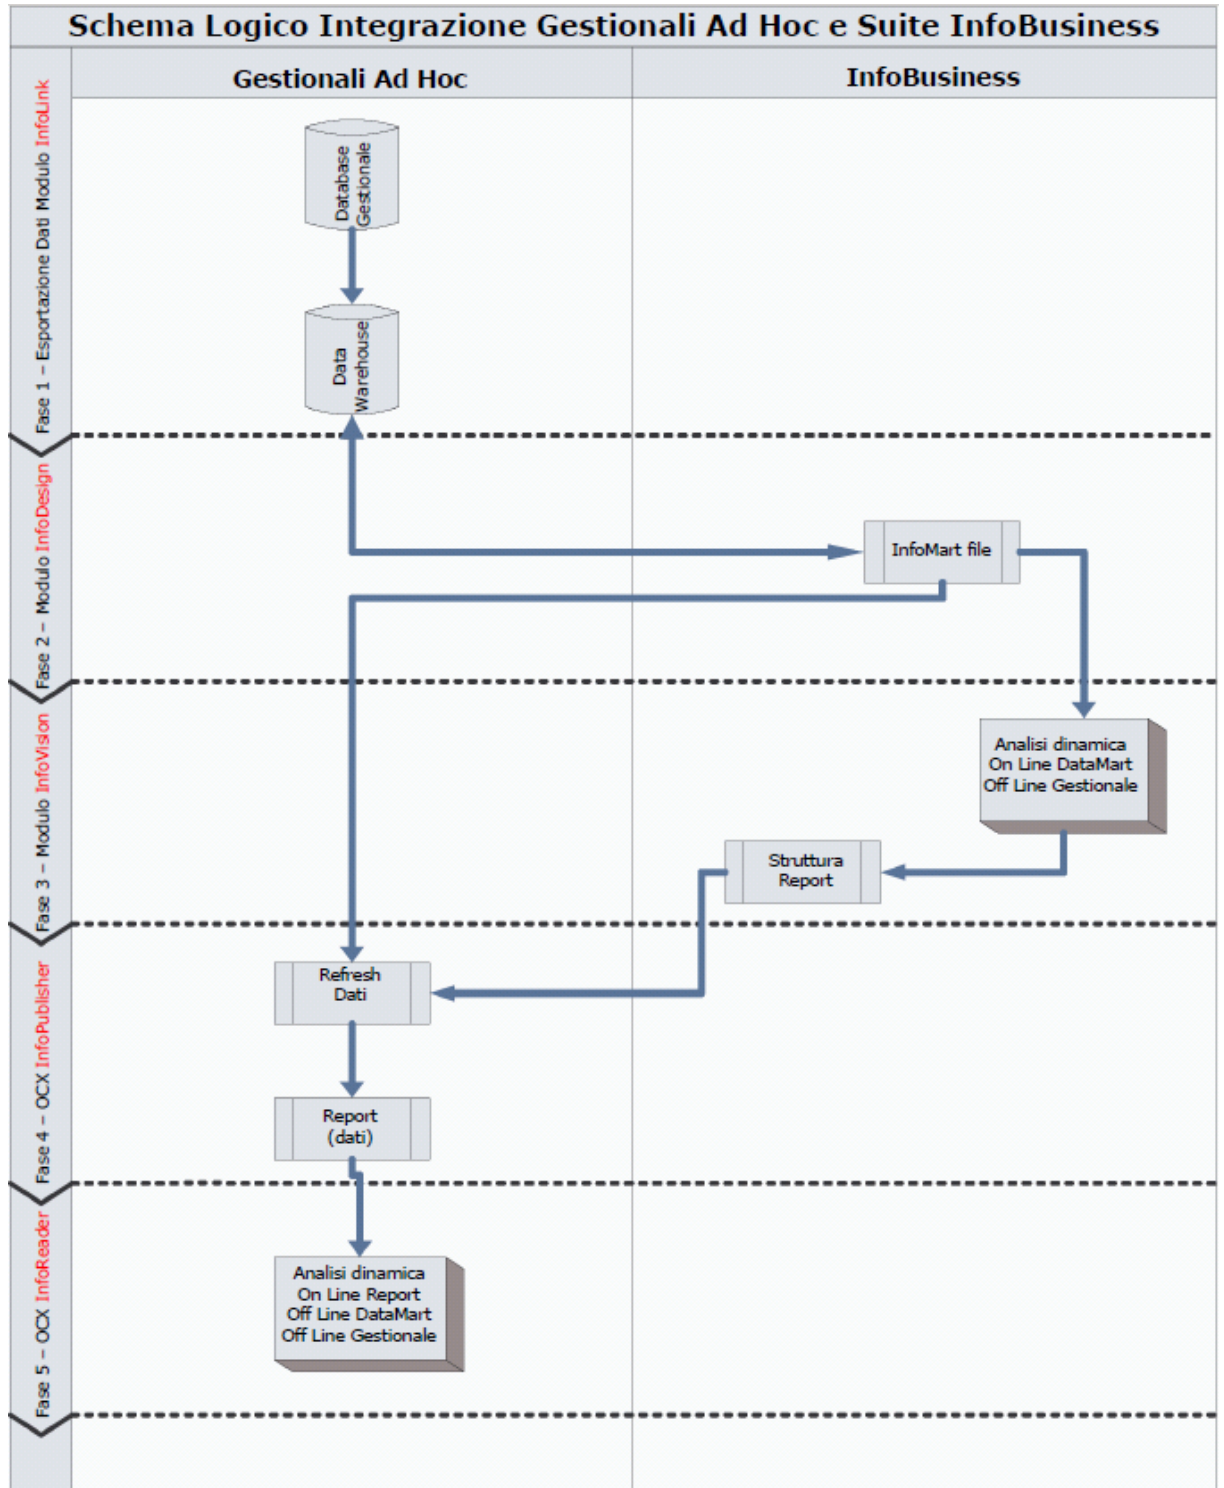 Schema Logico Integrazione Gestionali Ad Hoc e Suite InfoBusiness
Gestionali Ad Hoc
InfoBusiness
Fase 1 – Esportazione Dati Modulo InfoLink
Database
Gestionale
Data
Warehouse
Fase 2 – Modulo InfoDesign
InfoMart file
Fase 3 – Modulo InfoVision
Analisi dinamica
On Line DataMart
Off Line Gestionale
Struttura
Report
Fase 4 – OCX InfoPublisher
Refresh
Dati
Report
(dati)
Fase 5 – OCX InfoReader
Analisi dinamica
On Line Report
Off Line DataMart
Off Line Gestionale